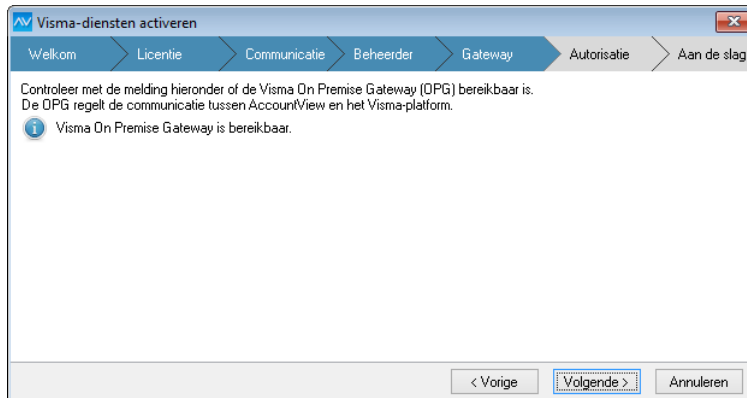 Visma-diensten activeren
Welkom Licentie Communicatie Beheerder Gateway Autorisatie Aan de slag
Controleer met de melding hieronder of de Visma On Premise Gateway (OPG) bereikbaar is.
De OPG regelt de communicatie tussen AccountView en het Visma-platform.
Visma On Premise Gateway is bereikbaar.
< Vorige Volgende > Annuleren